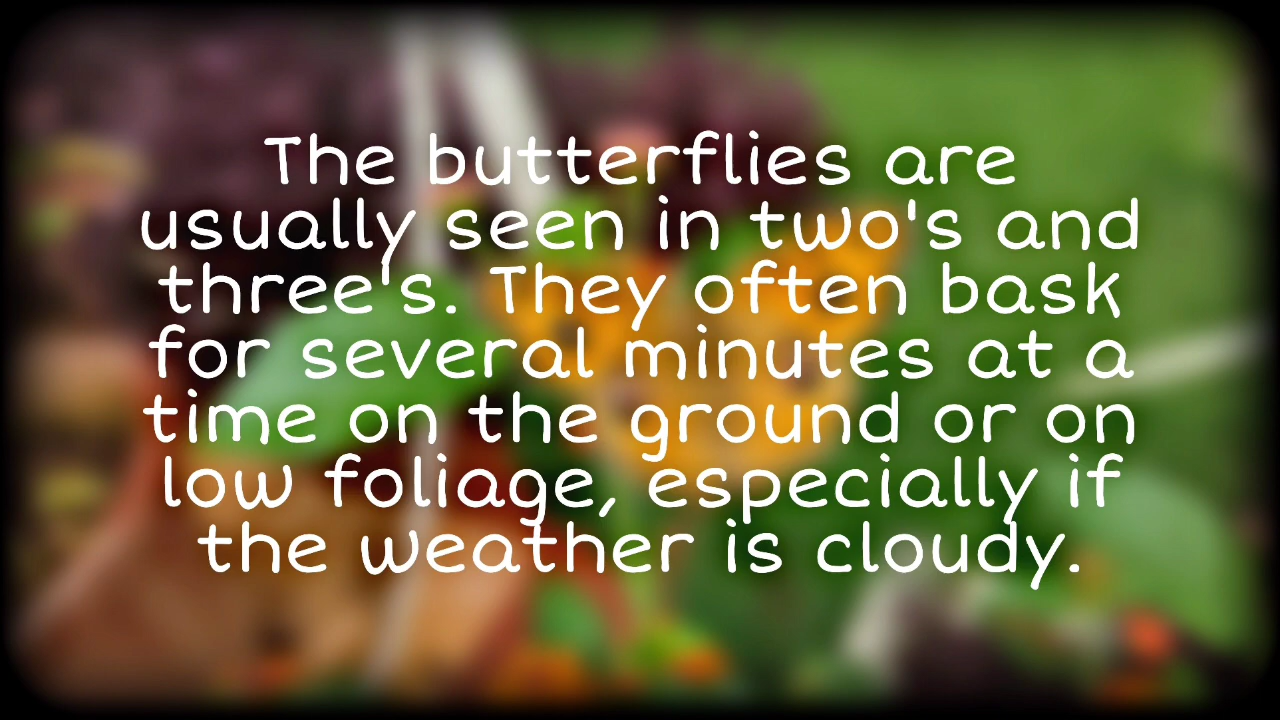 The butterflies are
usually seen in two's and
three's. They often bask
for several minutes at a
time on the ground or on
low foliage, especially if
the weather is cloudy.